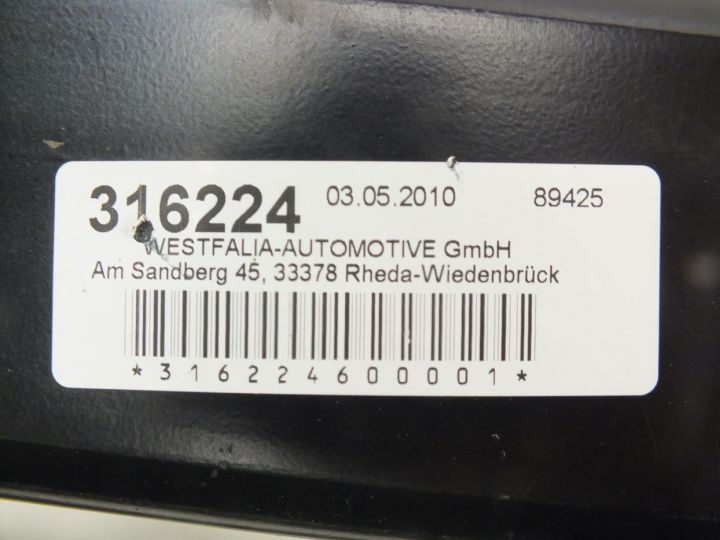 316224 03.05.2010 89425
WESTFALIA-AUTOMOTIVE GmbH
Am Sandberg 45, 33378 Rheda-Wiedenbrück
*316224600001*